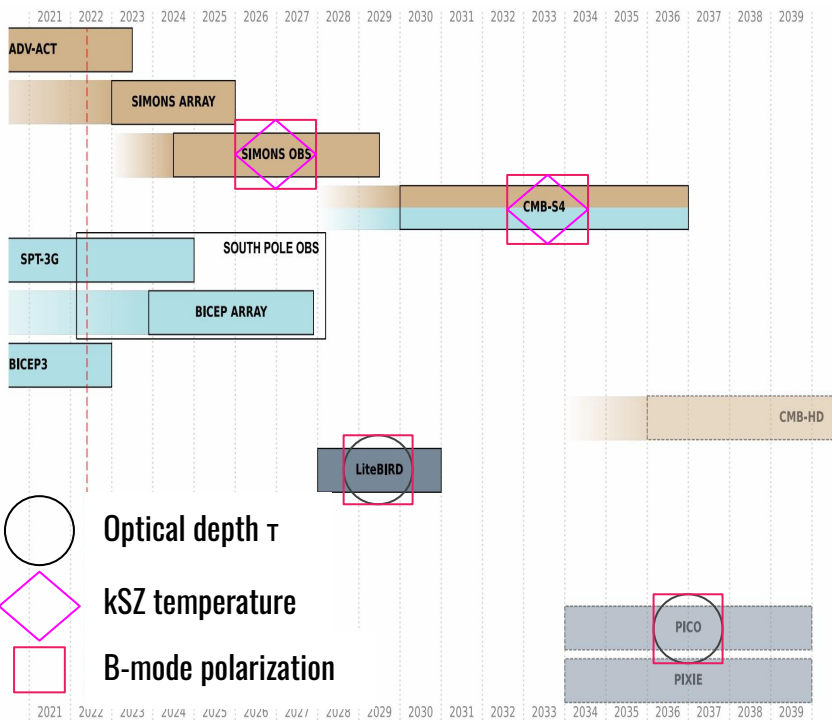 2021 2022 2023 2024 2025 2026 2027 2028 2029 2030 2031 2032 2033 2034 2035 2036 2037 2038 2039
ADV-ACT
SIMONS ARRAY
SIMONS OBS
CMB-S4
SOUTH POLE OBS
SPT-3G
BICEP ARRAY
BICEP3
CMB-HD
LiteBIRD
Optical depth τ
kSZ temperature
PICO
B-mode polarization
PIXIE
2021 2022 2023 2024 2025 2026 2027 2028 2029 2030 2031 2032 2033 2034 2035 2036 2037 2038 2039